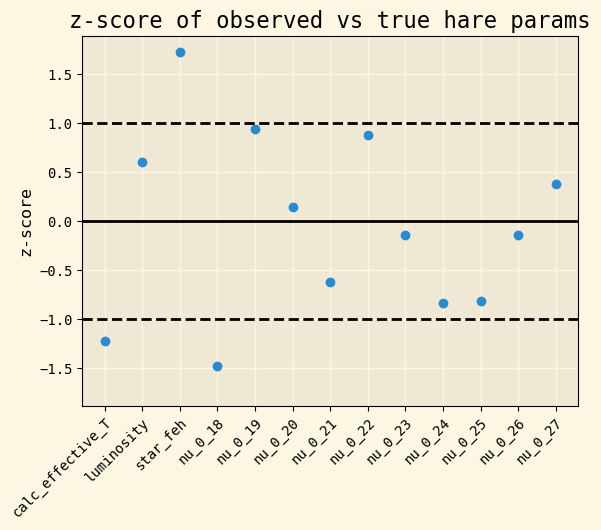 z-score of observed vs true hare params
z-score
1.5
1.0
0.5
0.0
−0.5
−1.0
−1.5
calc_effective_T
luminosity
star_feh
nu_0_18
nu_0_19
nu_0_20
nu_0_21
nu_0_22
nu_0_23
nu_0_24
nu_0_25
nu_0_26
nu_0_27